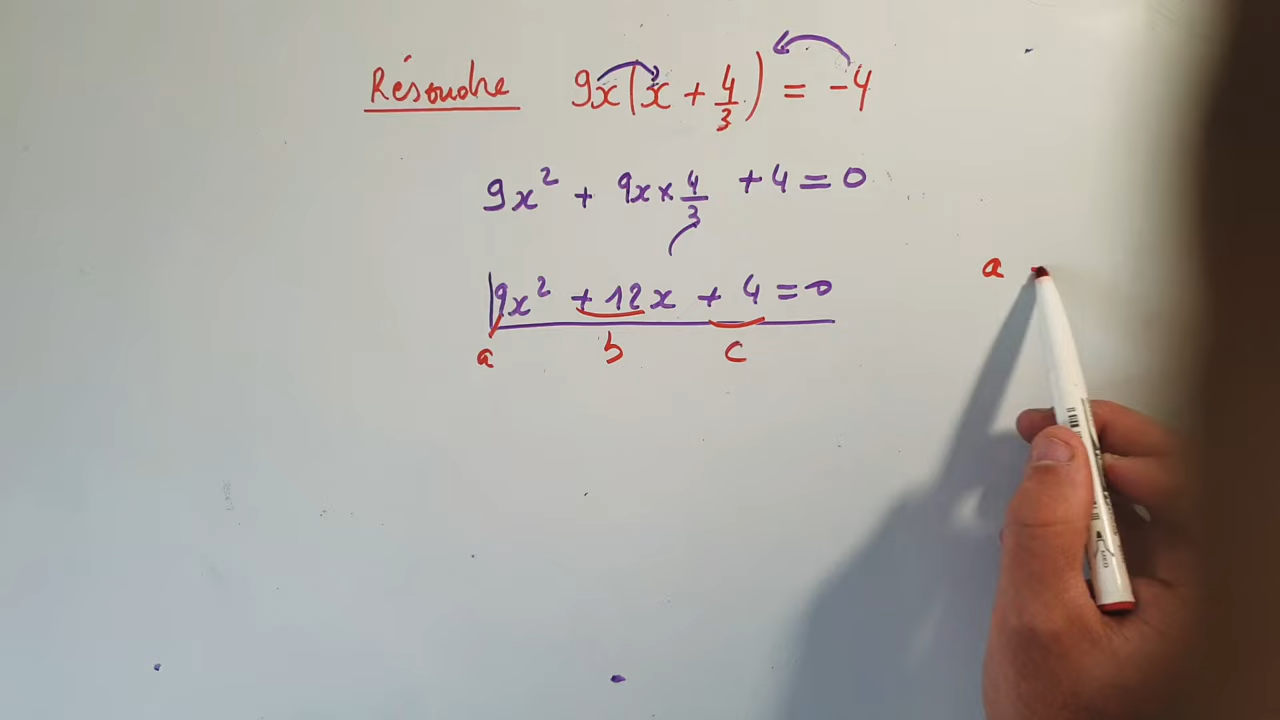 Résoudre 9x(x + 4/3) = -4
9x² + 9x × 4/3 + 4 = 0
a =
9x² + 12x + 4 = 0
a b c